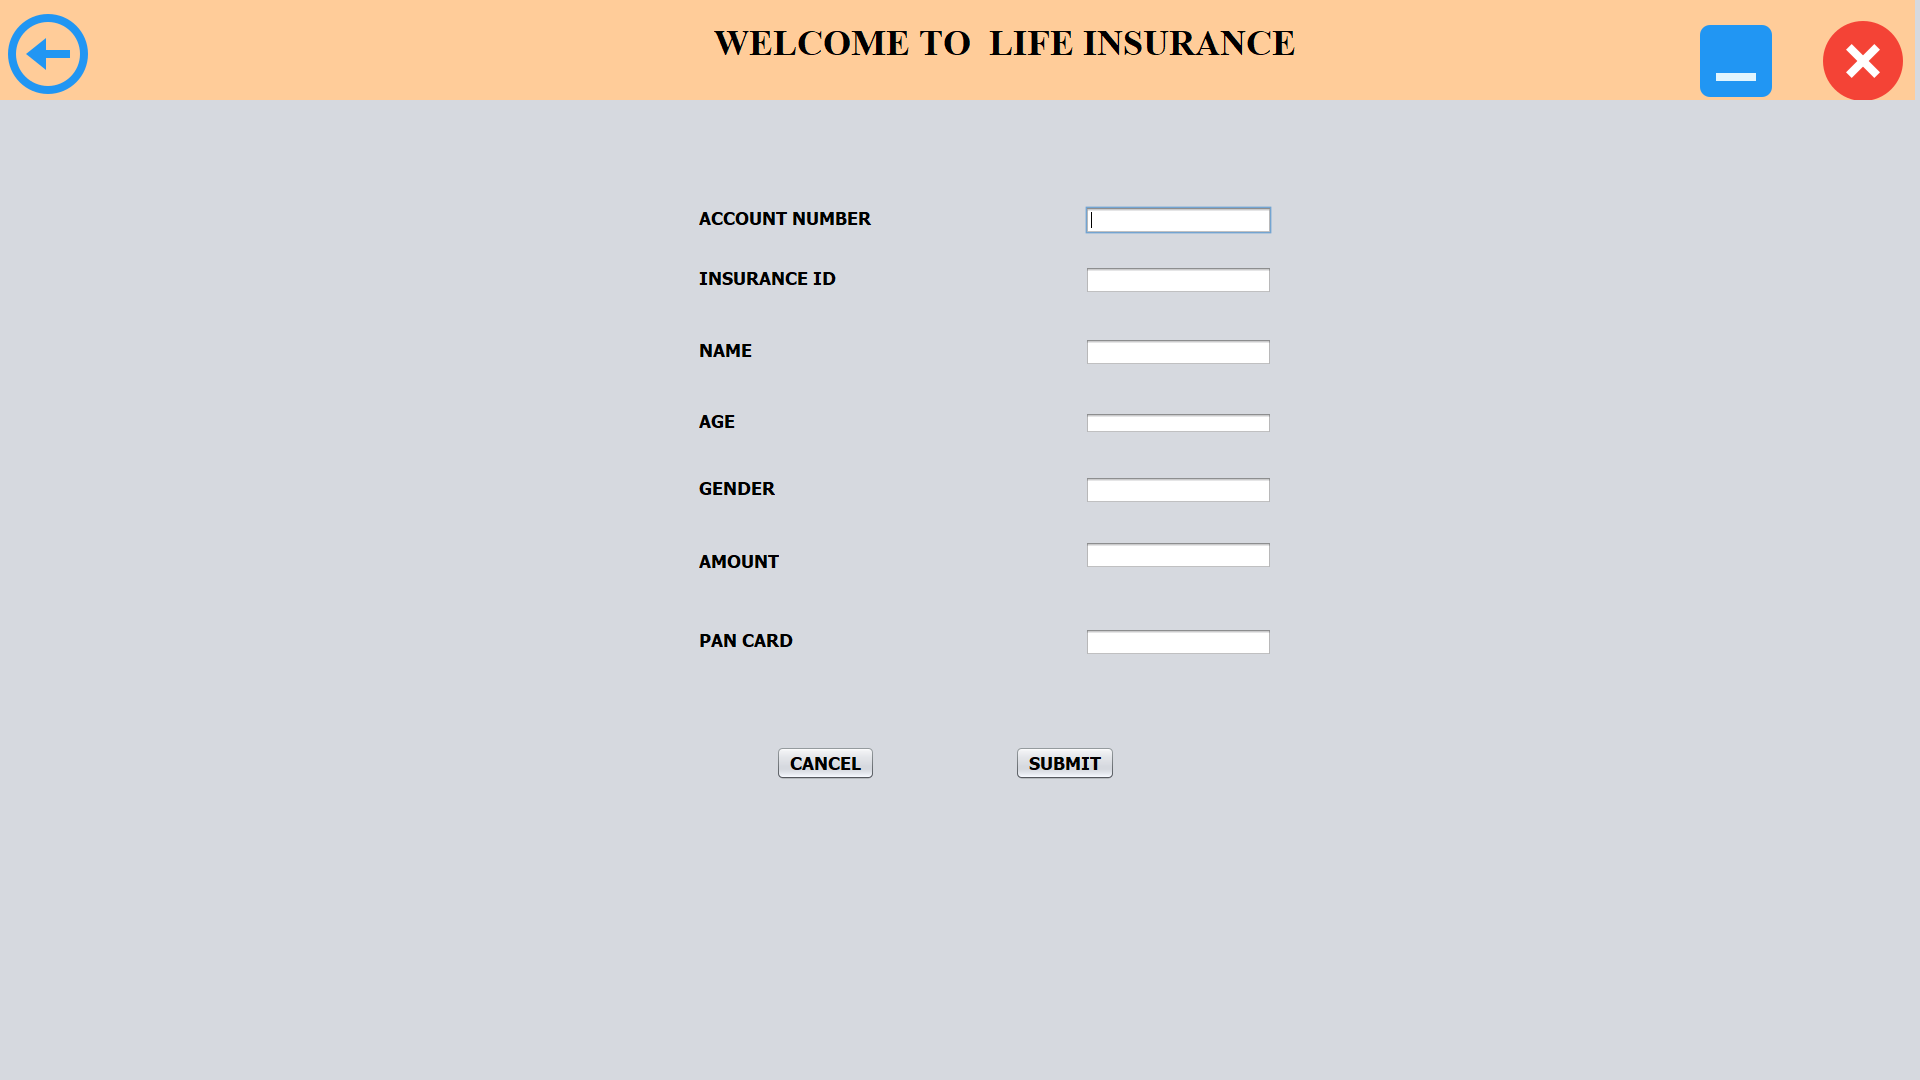 WELCOME TO  LIFE INSURANCE
ACCOUNT NUMBER
INSURANCE ID
NAME
AGE
GENDER
AMOUNT
PAN CARD
CANCEL SUBMIT